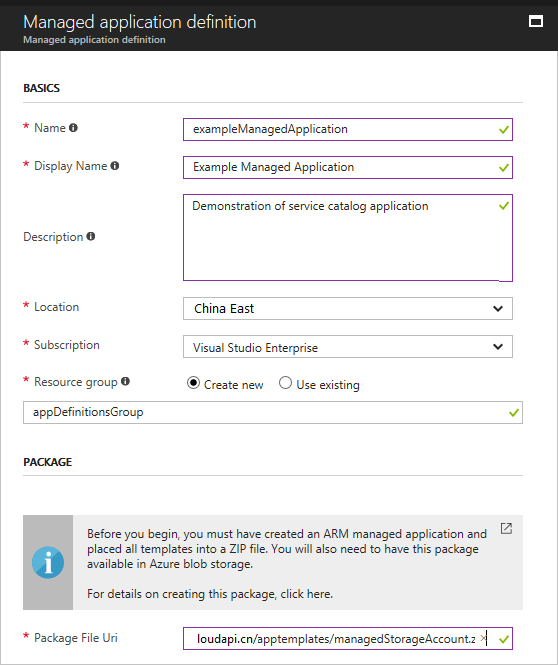 Managed application definition
Managed application definition
BASICS
* Name
exampleManagedApplication
* Display Name
Example Managed Application
Description
Demonstration of service catalog application
* Location
China East
* Subscription
Visual Studio Enterprise
* Resource group
Create new
Use existing
appDefinitionsGroup
PACKAGE
Before you begin, you must have created an ARM managed application and
placed all templates into a ZIP file. You will also need to have this package
available in Azure blob storage.
For details on creating this package, click here.
* Package File Uri
loudapi.cn/apptemplates/managedStorageAccount.z